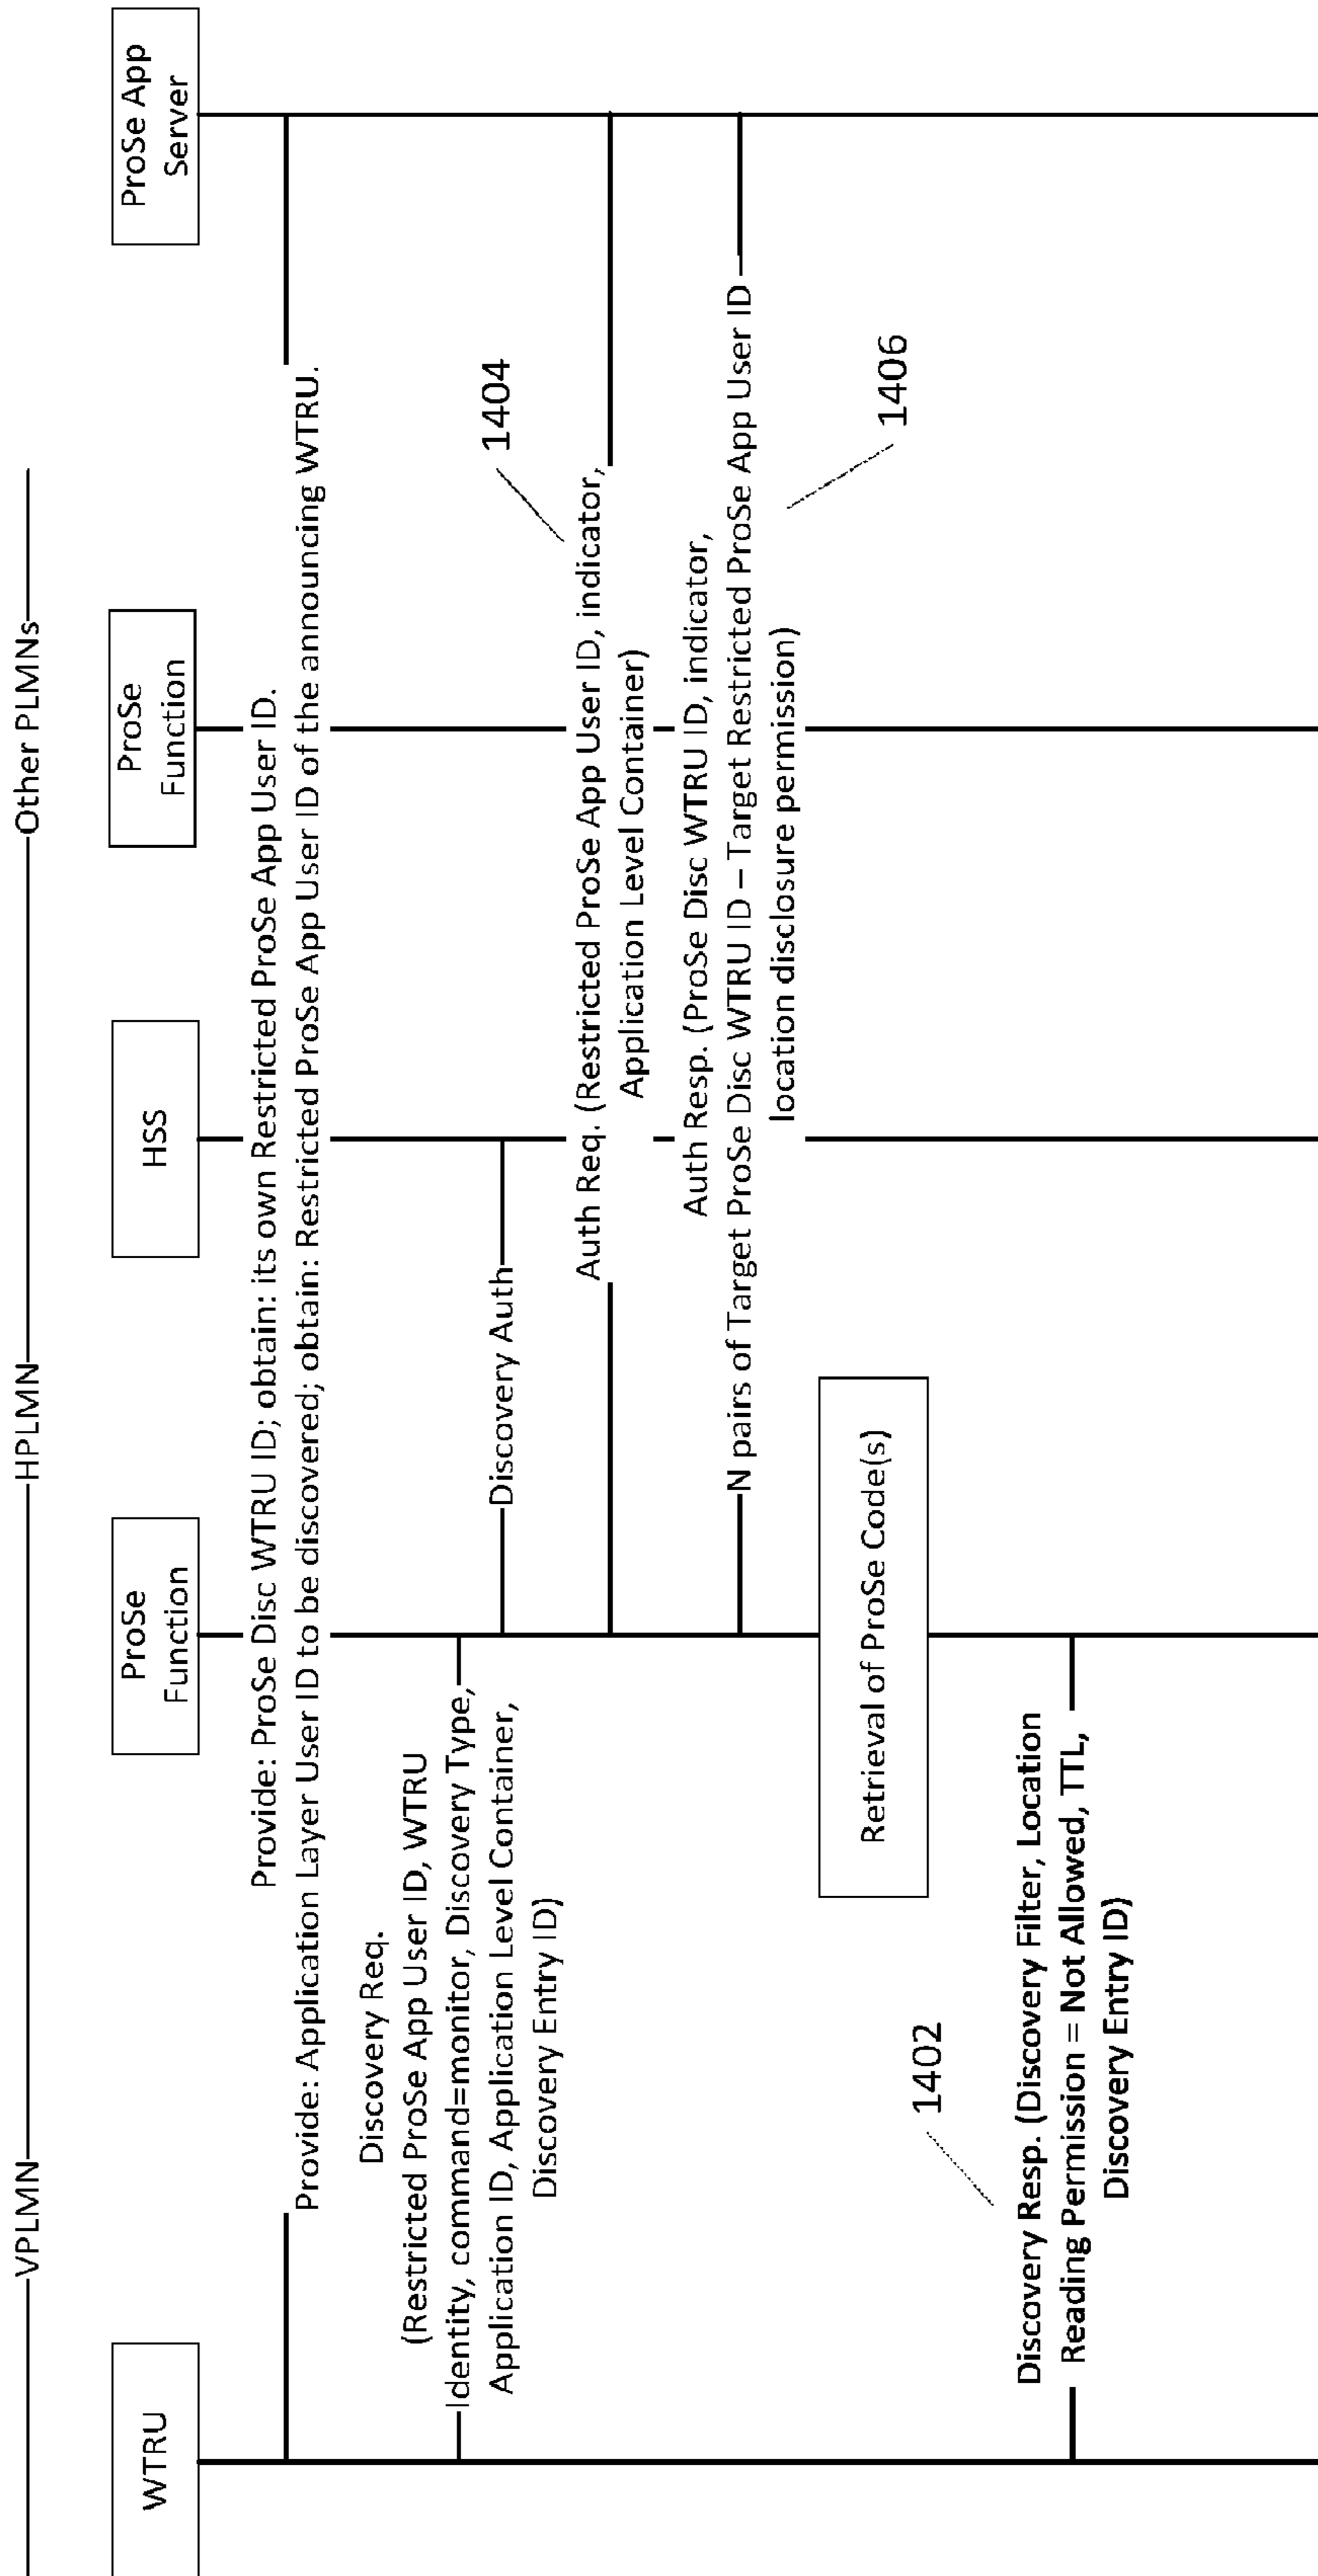 VPLMN
HPLMN
Other PLMNs
WTRU
ProSe
Function
HSS
ProSe
Function
ProSe App
Server
Provide: ProSe Disc WTRU ID; obtain: its own Restricted ProSe App User ID.
Provide: Application Layer User ID to be discovered; obtain: Restricted ProSe App User ID of the announcing WTRU.
Discovery Req.
(Restricted ProSe App User ID, WTRU
Identity, command=monitor, Discovery Type,
Application ID, Application Level Container,
Discovery Entry ID)
Discovery Auth
1404
Auth Req. (Restricted ProSe App User ID, indicator,
Application Level Container)
Auth Resp. (ProSe Disc WTRU ID, indicator,
N pairs of Target ProSe Disc WTRU ID – Target Restricted ProSe App User ID
location disclosure permission)
1406
Retrieval of ProSe Code(s)
1402
Discovery Resp. (Discovery Filter, Location
Reading Permission = Not Allowed, TTL,
Discovery Entry ID)